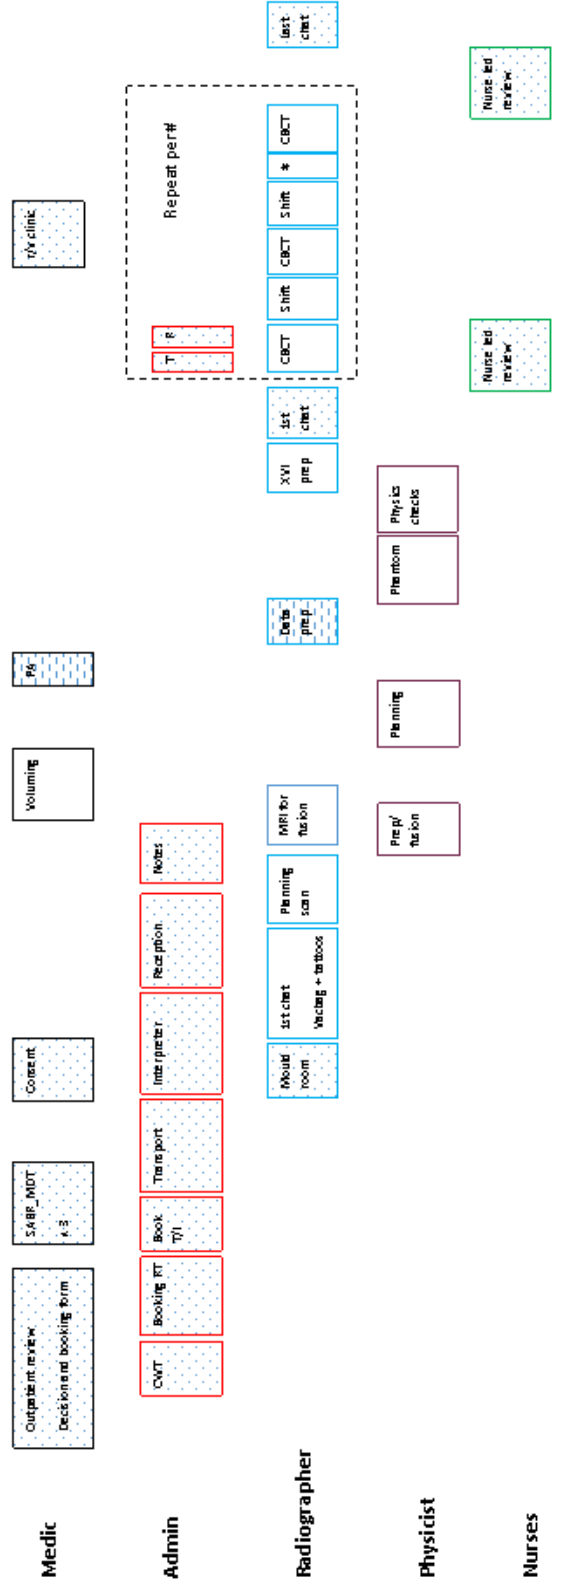 Medic
Outpatient review
Decision and booking form
SABR_MDT
x 3
Consent
Voluming
PA
T/Y clinic
Admin
CWT
Booking RT
Book
T/I
Transport
Interpreter
Reception
Notes
T
R
Repeat per#
Radiographer
Mould
room
1st chat
Vacbag + tattoos
Planning
scan
MRI for
fusion
Data
prep
XVI
prep
1st
chat
CBCT
Shift
CBCT
Shift
#
CBCT
Last
chat
Physicist
Prep/
fusion
Planning
Phantom
Physics
checks
Nurses
Nurse led
review
Nurse led
review